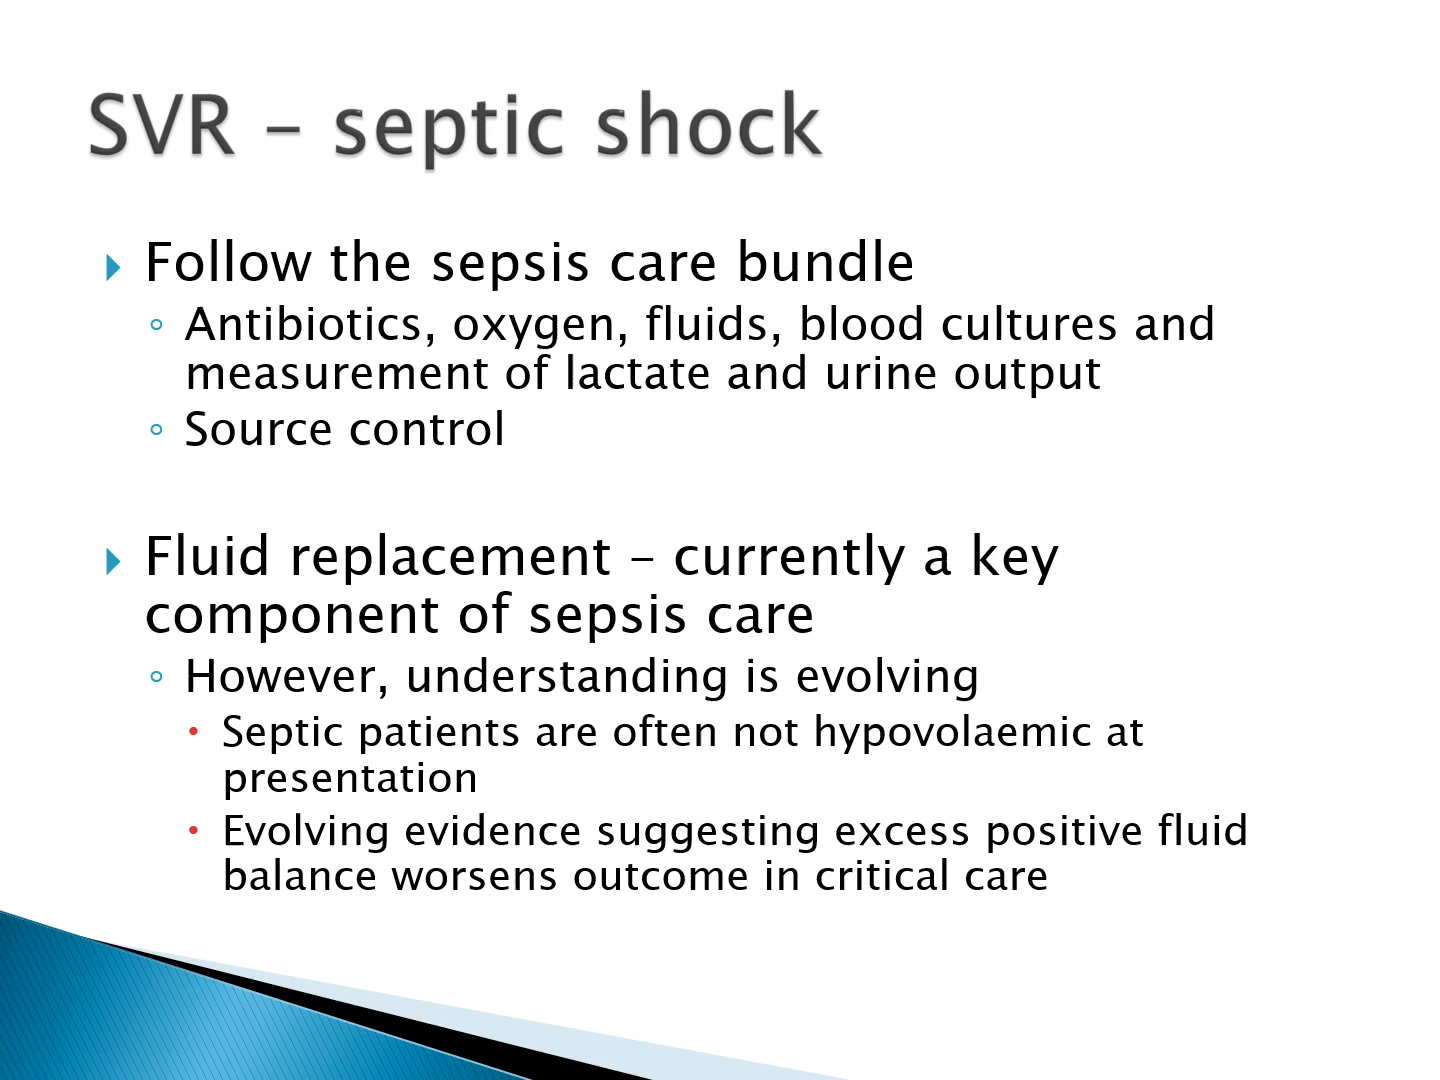 SVR – septic shock
Follow the sepsis care bundle
Antibiotics, oxygen, fluids, blood cultures and
measurement of lactate and urine output
Source control
Fluid replacement – currently a key
component of sepsis care
However, understanding is evolving
Septic patients are often not hypovolaemic at
presentation
Evolving evidence suggesting excess positive fluid
balance worsens outcome in critical care